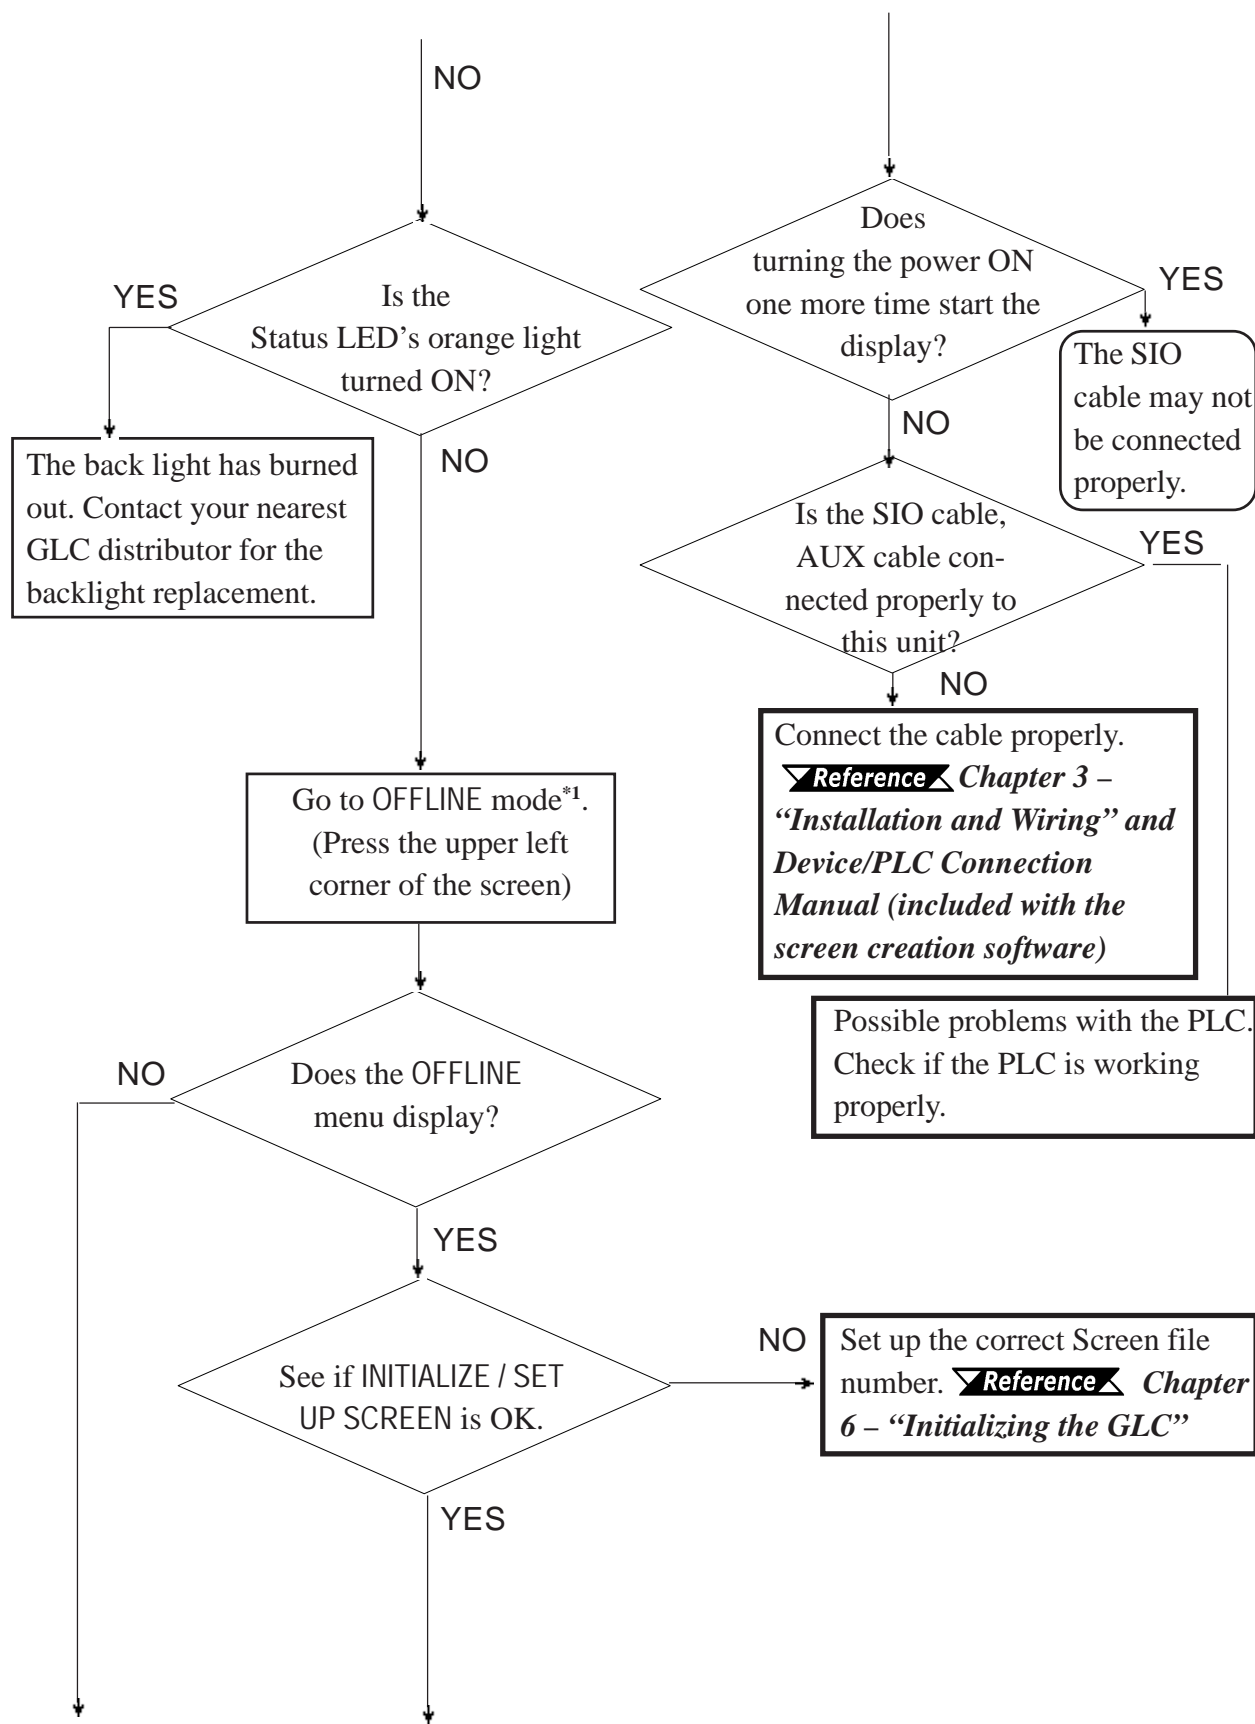 NO
Is the
Status LED’s orange light
turned ON?
YES
The back light has burned
out. Contact your nearest
GLC distributor for the
backlight replacement.
NO
Go to OFFLINE mode*1.
(Press the upper left
corner of the screen)
Does the OFFLINE
menu display?
NO
YES
See if INITIALIZE / SET
UP SCREEN is OK.
NO
Set up the correct Screen file
number. Reference Chapter
6 – “Initializing the GLC”
YES
Does
turning the power ON
one more time start the
display?
YES
The SIO
cable may not
be connected
properly.
NO
Is the SIO cable,
AUX cable con-
nected properly to
this unit?
YES
NO
Connect the cable properly.
Reference Chapter 3 –
“Installation and Wiring” and
Device/PLC Connection
Manual (included with the
screen creation software)
Possible problems with the PLC.
Check if the PLC is working
properly.